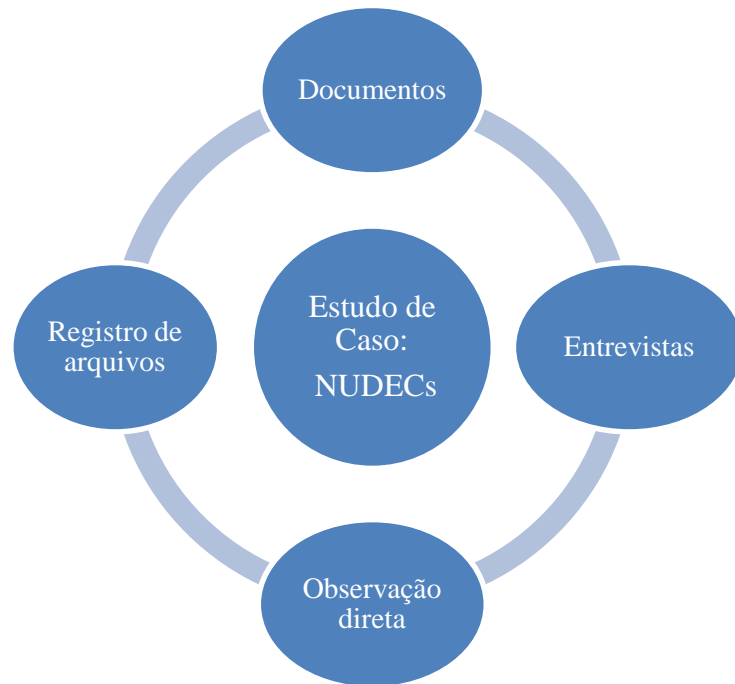 Documentos
Estudo de
Caso:
NUDECs
Registro de
arquivos
Entrevistas
Observação
direta